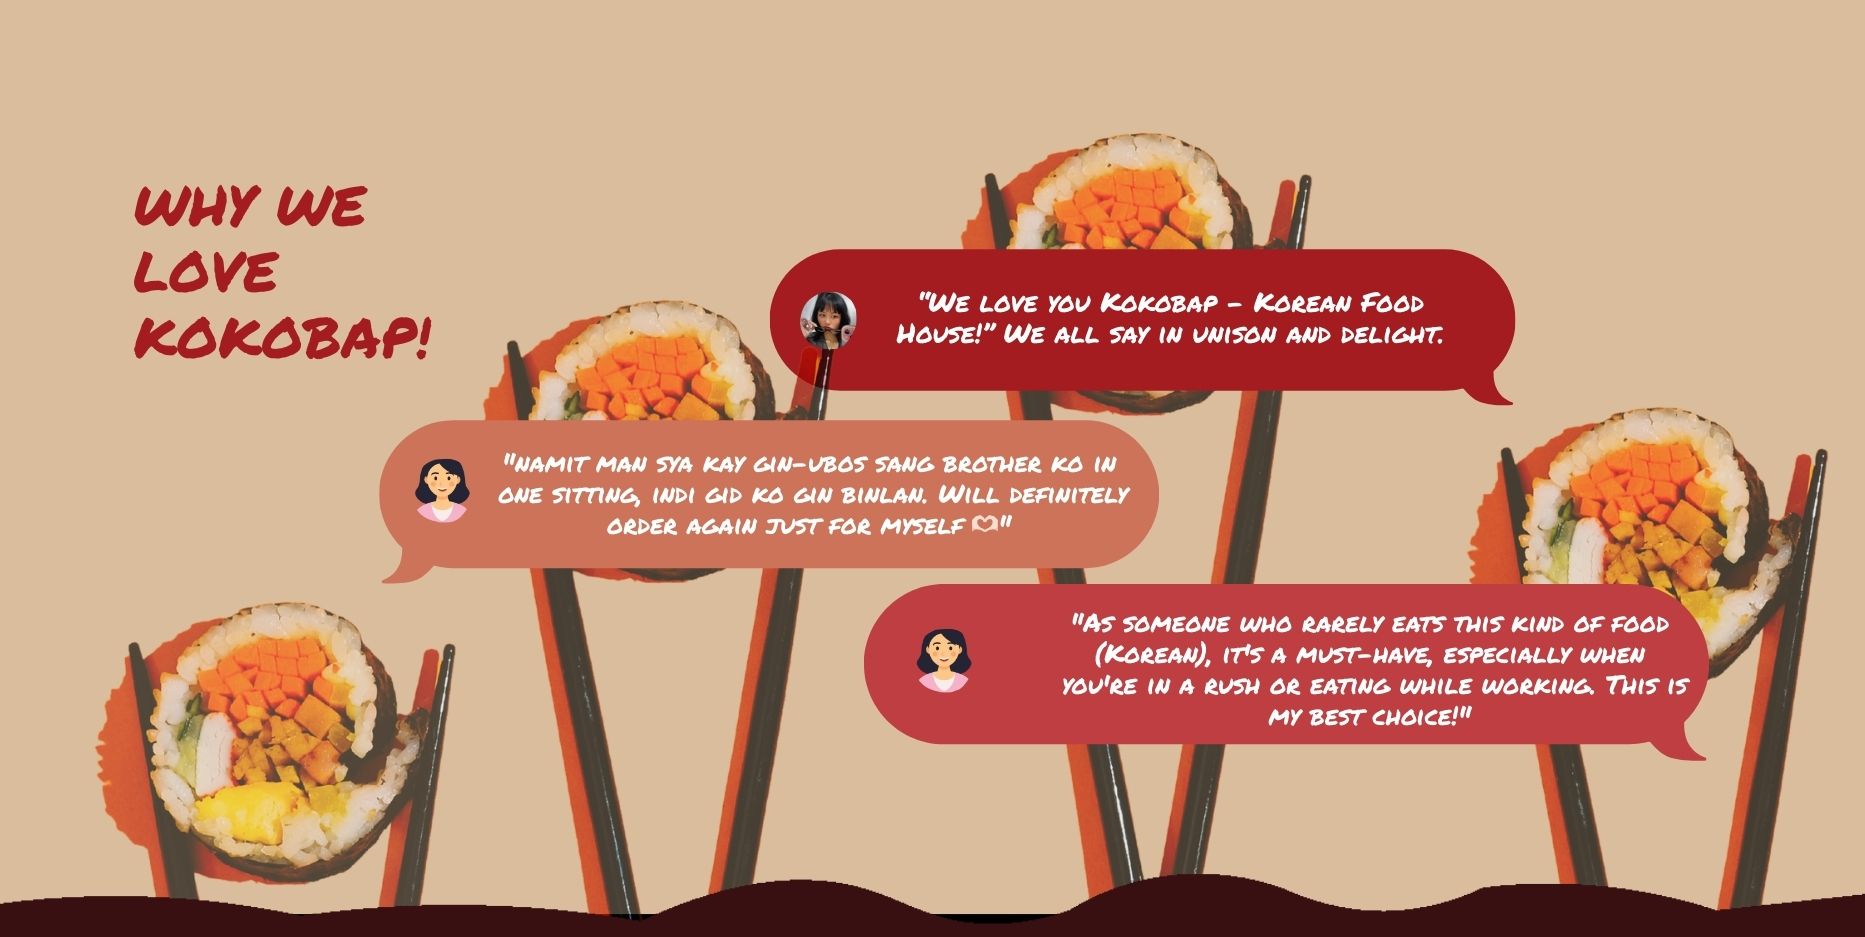 WHY WE
LOVE
KOKOBAP!
"We love you Kokobap - Korean Food
House!" We all say in unison and delight.
"namit man sya kay gin-ubos sang brother ko in
one sitting, indi gid ko gin binlan. Will definitely
order again just for myself 🫶"
"As someone who rarely eats this kind of food
(Korean), it's a must-have, especially when
you're in a rush or eating while working. This is
my best choice!"